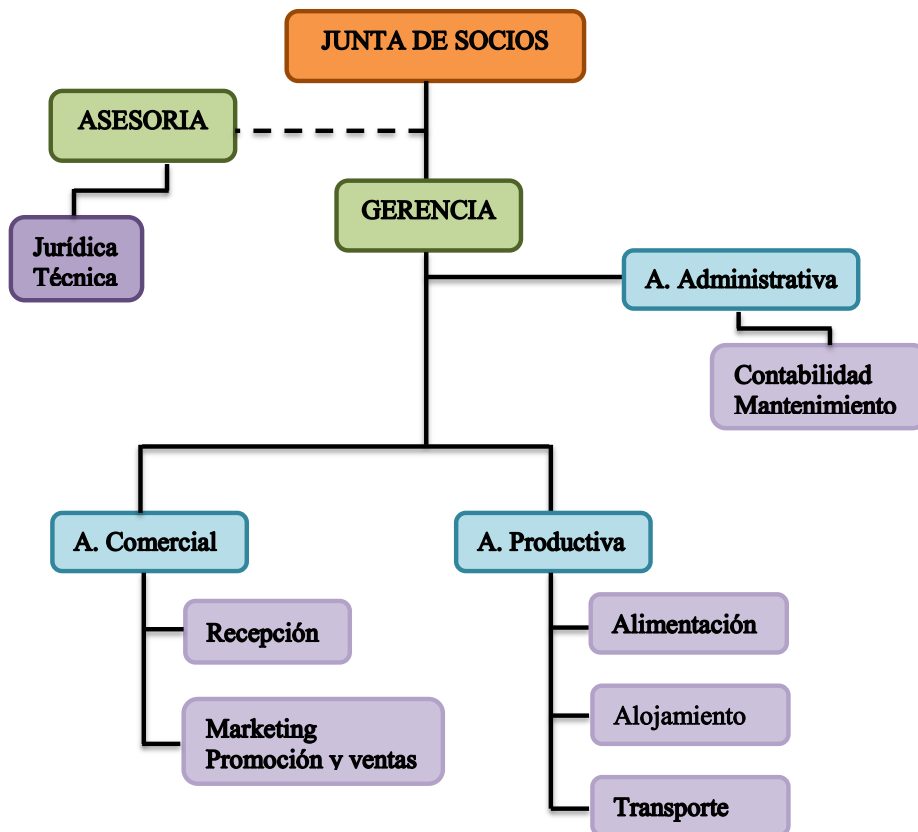 JUNTA DE SOCIOS
ASESORIA
GERENCIA
Jurídica
Técnica
A. Administrativa
Contabilidad
Mantenimiento
A. Comercial
A. Productiva
Recepción
Alimentación
Marketing
Promoción y ventas
Alojamiento
Transporte